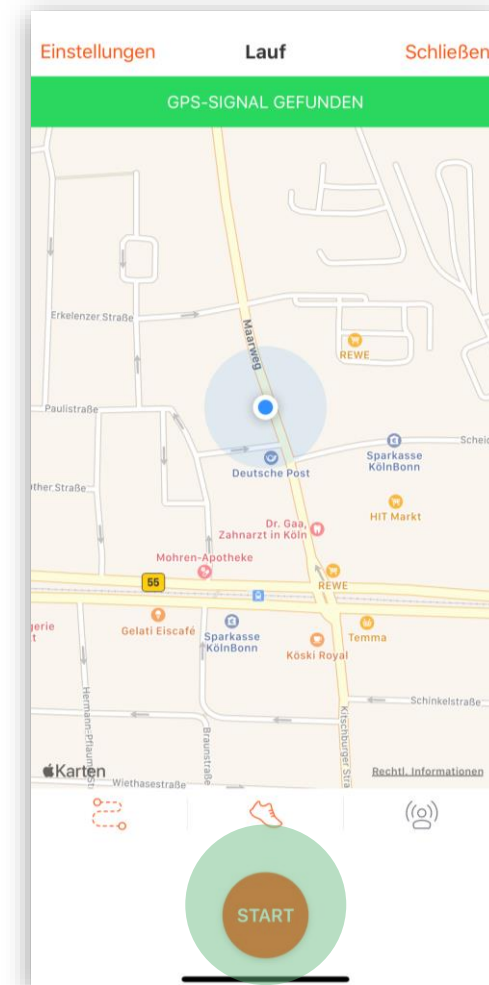 Einstellungen Lauf Schließen
GPS-SIGNAL GEFUNDEN
Erkelenzer Straße
Maarweg
REWE
Paulistraße
Sparkasse
KölnBonn
Deutsche Post
HIT Markt
Dr. Gaa,
Zahnarzt in Köln
Mohren-Apotheke
55
REWE
Gelati Eiscafé
Sparkasse
KölnBonn
Köski Royal
Temma
Schinkelstraße
Braunstraße
Karten
Wiethasestraße
Rechtl. Informationen
START